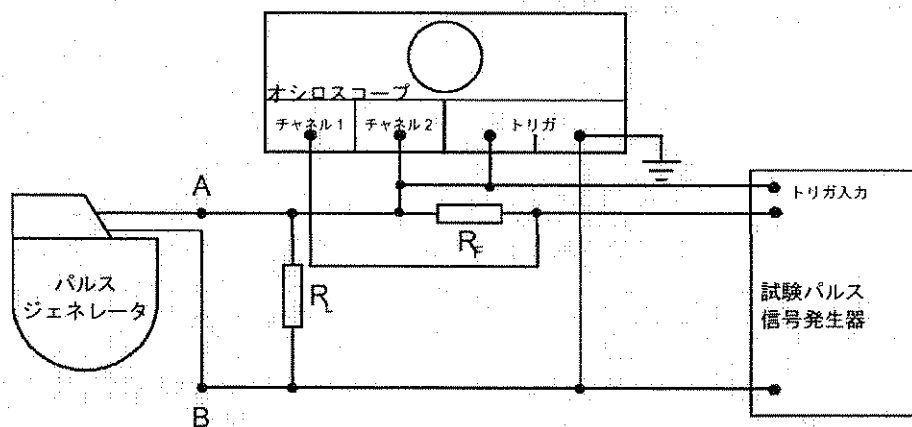 オシロスコープ
チャネル1
チャネル2
トリガ
A
トリガ入力
R_F
パルス
ジェネレータ
R_L
試験パルス
信号発生器
B